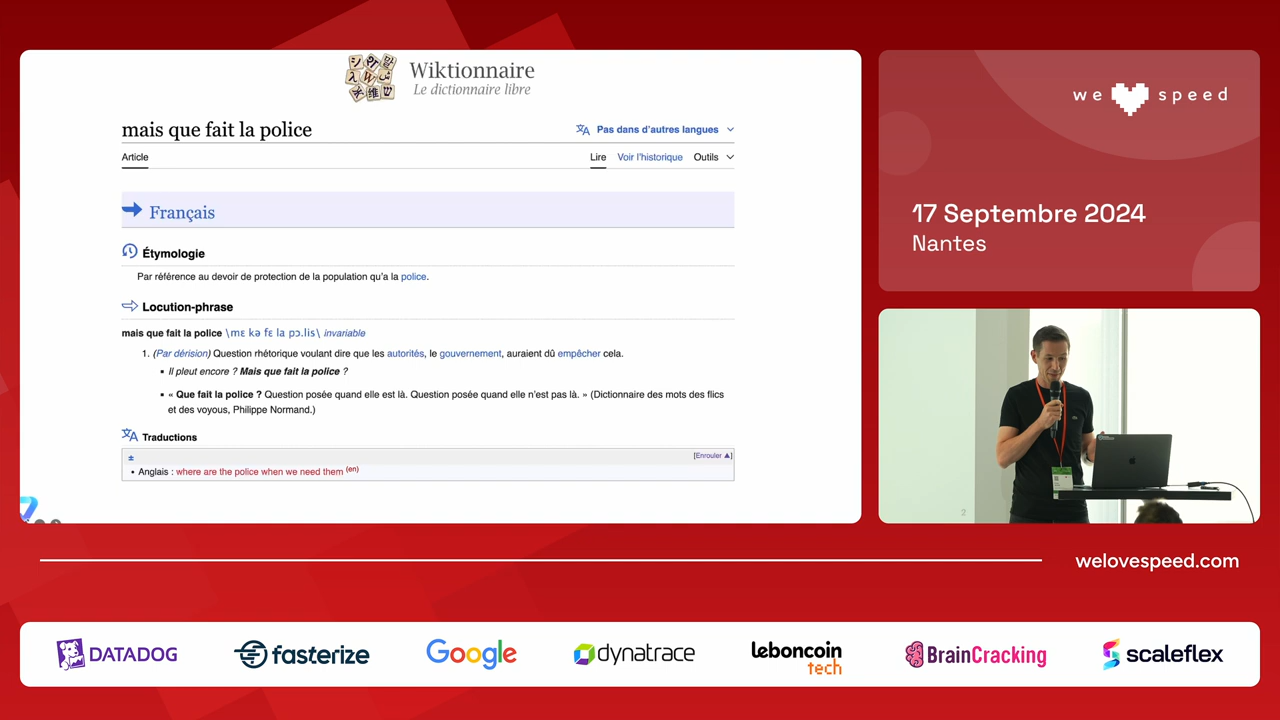 Wiktionnaire
Le dictionnaire libre
mais que fait la police
Pas dans d'autres langues
Article
Lire
Voir l'historique
Outils
Français
Étymologie
Par référence au devoir de protection de la population qu'a la police.
Locution-phrase
mais que fait la police \mɛ kə fɛ la pɔ.lis\ invariable
1. (Par dérision) Question rhétorique voulant dire que les autorités, le gouvernement, auraient dû empêcher cela.
▪ Il pleut encore ? Mais que fait la police ?
▪ « Que fait la police ? Question posée quand elle est là. Question posée quand elle n'est pas là. » (Dictionnaire des mots des flics
et des voyous, Philippe Normand.)
Traductions
±
[Enrouler ▲]
• Anglais : where are the police when we need them (en)
we speed
17 Septembre 2024
Nantes
2
welovespeed.com
DATADOG
fasterize
Google
dynatrace
leboncoin
tech
BrainCracking
scaleflex